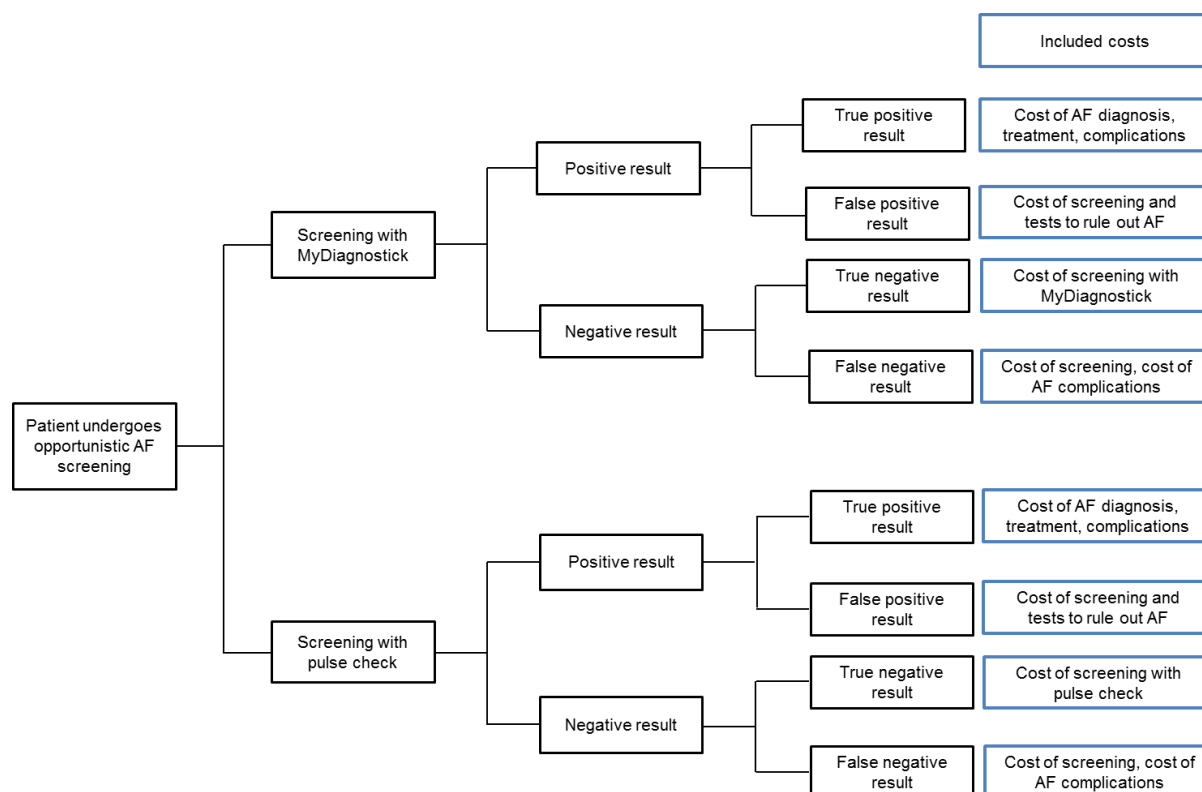 Included costs
True positive
result
Cost of AF diagnosis,
treatment, complications
Positive result
False positive
result
Cost of screening and
tests to rule out AF
Screening with
MyDiagnostick
True negative
result
Cost of screening with
MyDiagnostick
Negative result
False negative
result
Cost of screening, cost of
AF complications
Patient undergoes
opportunistic AF
screening
True positive
result
Cost of AF diagnosis,
treatment, complications
Positive result
False positive
result
Cost of screening and
tests to rule out AF
Screening with
pulse check
True negative
result
Cost of screening with
pulse check
Negative result
False negative
result
Cost of screening, cost of
AF complications